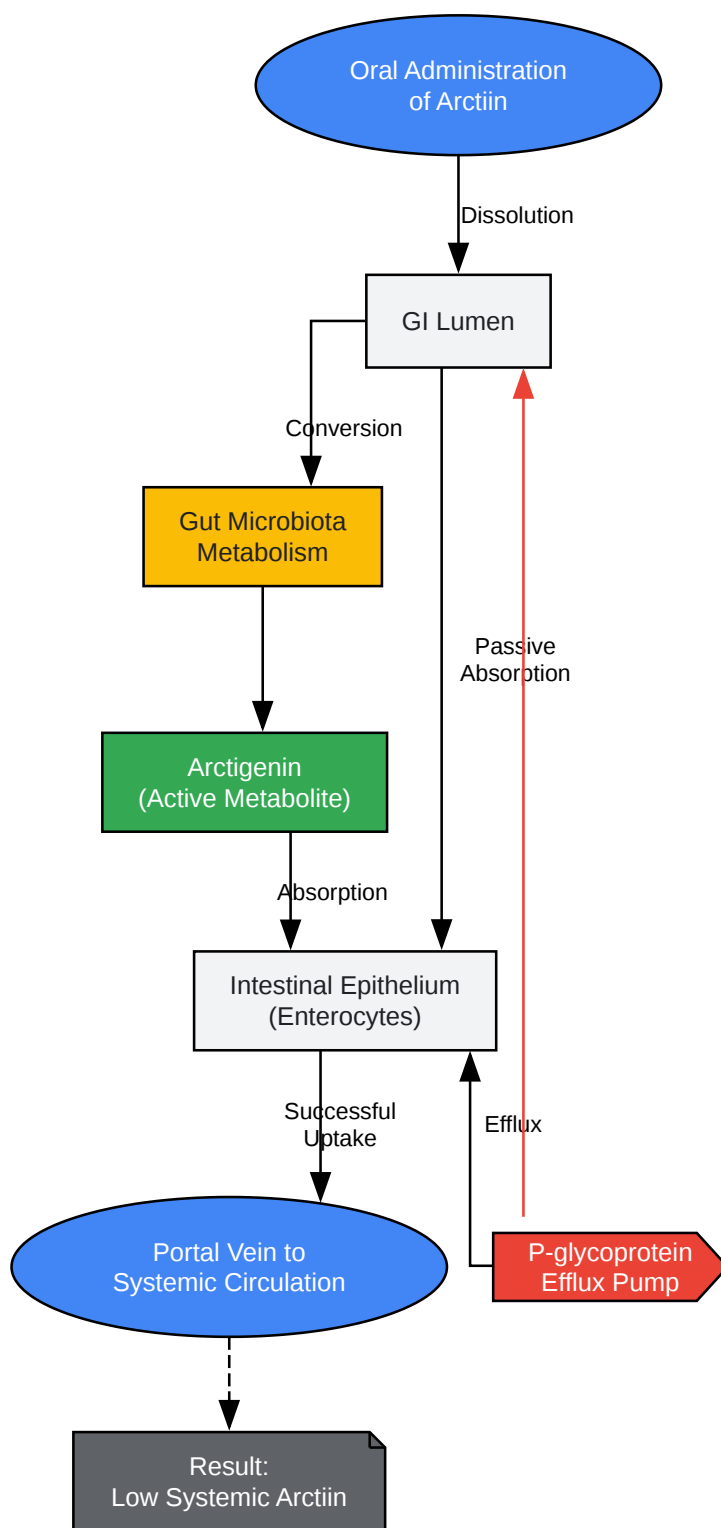 Oral Administration
of Arctiin
Dissolution
GI Lumen
Conversion
Gut Microbiota
Metabolism
Passive
Absorption
Arctigenin
(Active Metabolite)
Absorption
Intestinal Epithelium
(Enterocytes)
Successful
Uptake
Efflux
Portal Vein to
Systemic Circulation
P-glycoprotein
Efflux Pump
Result:
Low Systemic Arctiin